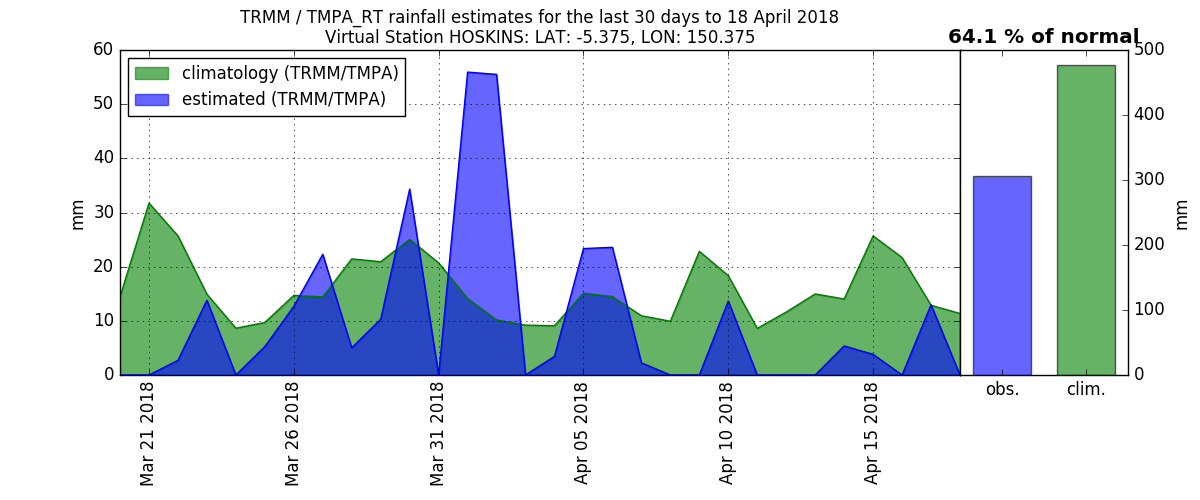 TRMM / TMPA_RT rainfall estimates for the last 30 days to 18 April 2018
Virtual Station HOSKINS: LAT: -5.375, LON: 150.375
64.1 % of normal
climatology (TRMM/TMPA)
estimated (TRMM/TMPA)
60
50
40
30
20
10
0
mm
Mar 21 2018
Mar 26 2018
Mar 31 2018
Apr 05 2018
Apr 10 2018
Apr 15 2018
obs.
clim.
500
400
300
200
100
0
mm